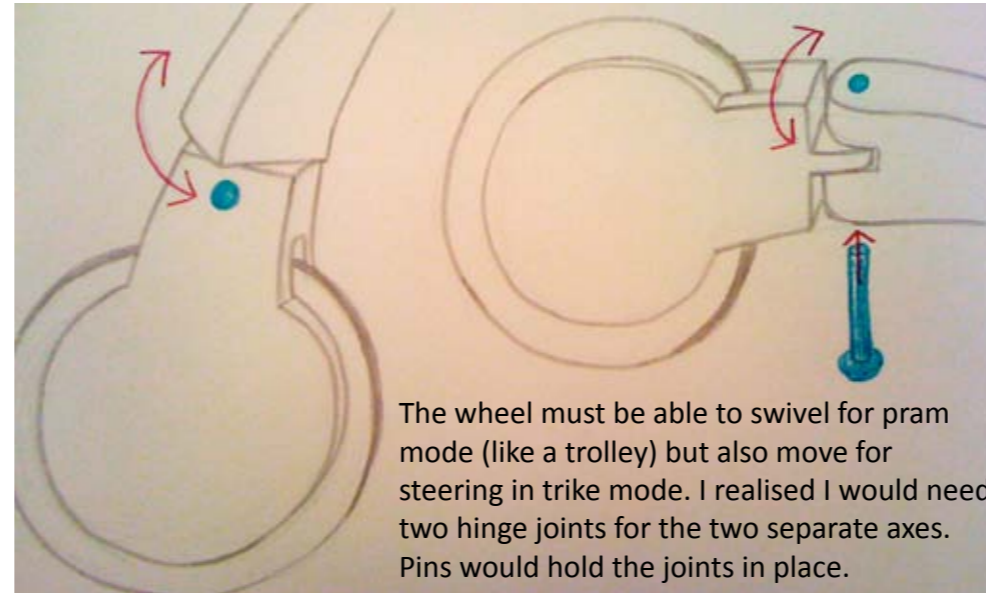 The wheel must be able to swivel for pram
mode (like a trolley) but also move for
steering in trike mode. I realised I would need
two hinge joints for the two separate axes.
Pins would hold the joints in place.